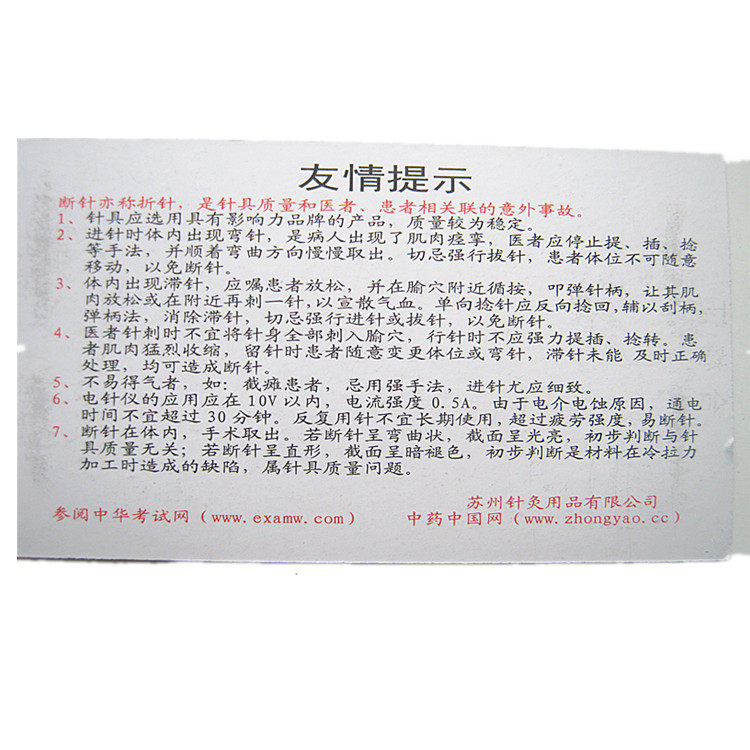 友情提示
断针亦称折针，是针具质量和医者、患者相关联的意外事故。
1、针具应选用具有影响力品牌的产品，质量较为稳定。
2、进针时体内出现弯针，是病人出现了肌肉痉挛，医者应停止提、插、捻
等手法，并顺着弯曲方向慢慢取出。切忌强行拔针，患者体位不可随意
移动，以免断针。
3、体内出现滞针，应嘱患者放松，并在腧穴附近循按，叩弹针柄，让其肌
肉放松或在附近再刺一针，以宣散气血。单向捻针应反向捻回，辅以刮柄，
弹柄法，消除滞针，切忌强行进针或拔针，以免断针。
4、医者针刺时不宜将针身全部刺入腧穴，行针时不应强力提插、捻转。患
者肌肉猛烈收缩，留针时患者随意变更体位或弯针，滞针未能 及时正确
处理，均可造成断针。
5、不易得气者，如：截瘫患者，忌用强手法，进针尤应细致。
6、电针仪的应用应在10V以内，电流强度0.5A。由于电介电蚀原因，通电
时间不宜超过30分钟。反复用针不宜长期使用，超过疲劳强度，易断针。
7、断针在体内，手术取出。若断针呈弯曲状，截面呈光亮，初步判断与针
具质量无关；若断针呈直形，截面呈暗褪色，初步判断是材料在冷拉力
加工时造成的缺陷，属针具质量问题。
苏州针灸用品有限公司
参阅中华考试网（www.examw.com） 中药中国网（www.zhongyao.cc）